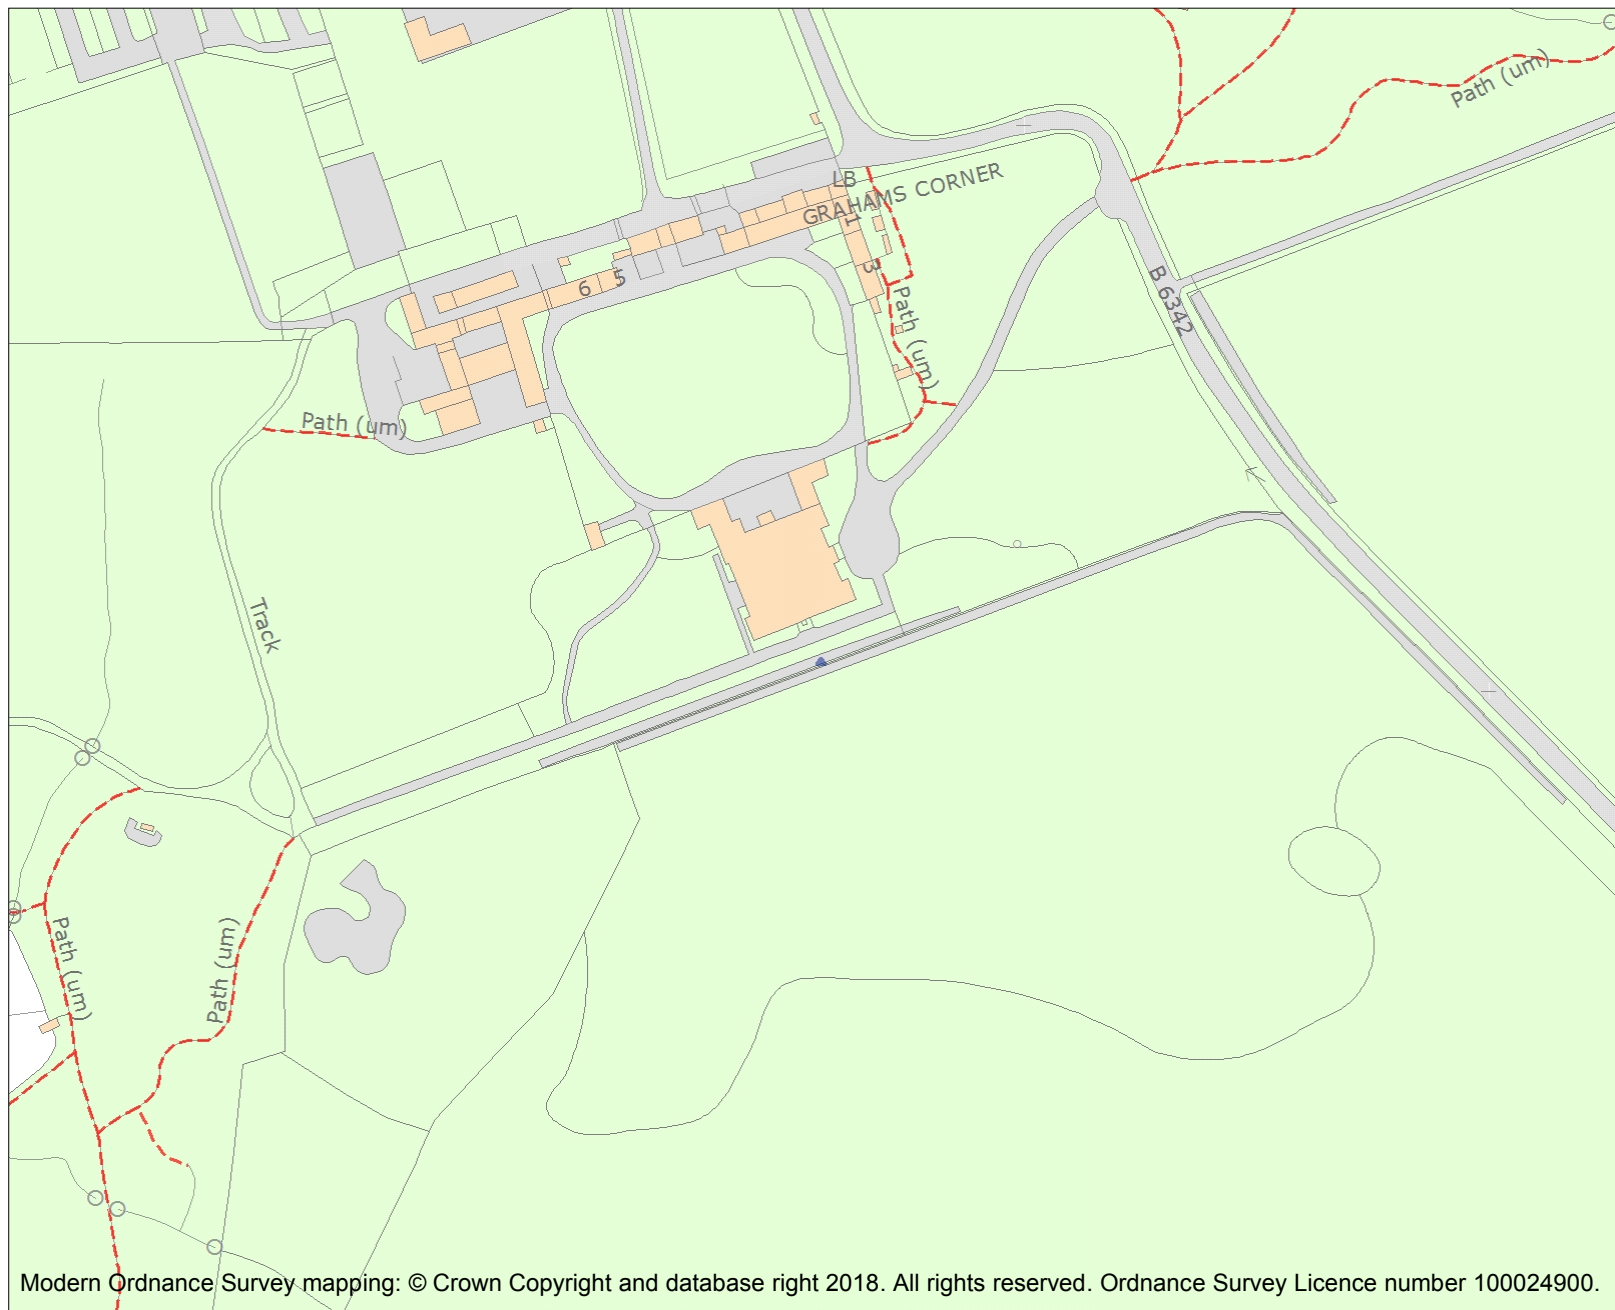 Path (um)
LB
GRAHAMS CORNER
1
3
5
6
B 6342
Path (um)
Path (um)
Track
Path (um)
Path (um)
Modern Ordnance Survey mapping: © Crown Copyright and database right 2018. All rights reserved. Ordnance Survey Licence number 100024900.